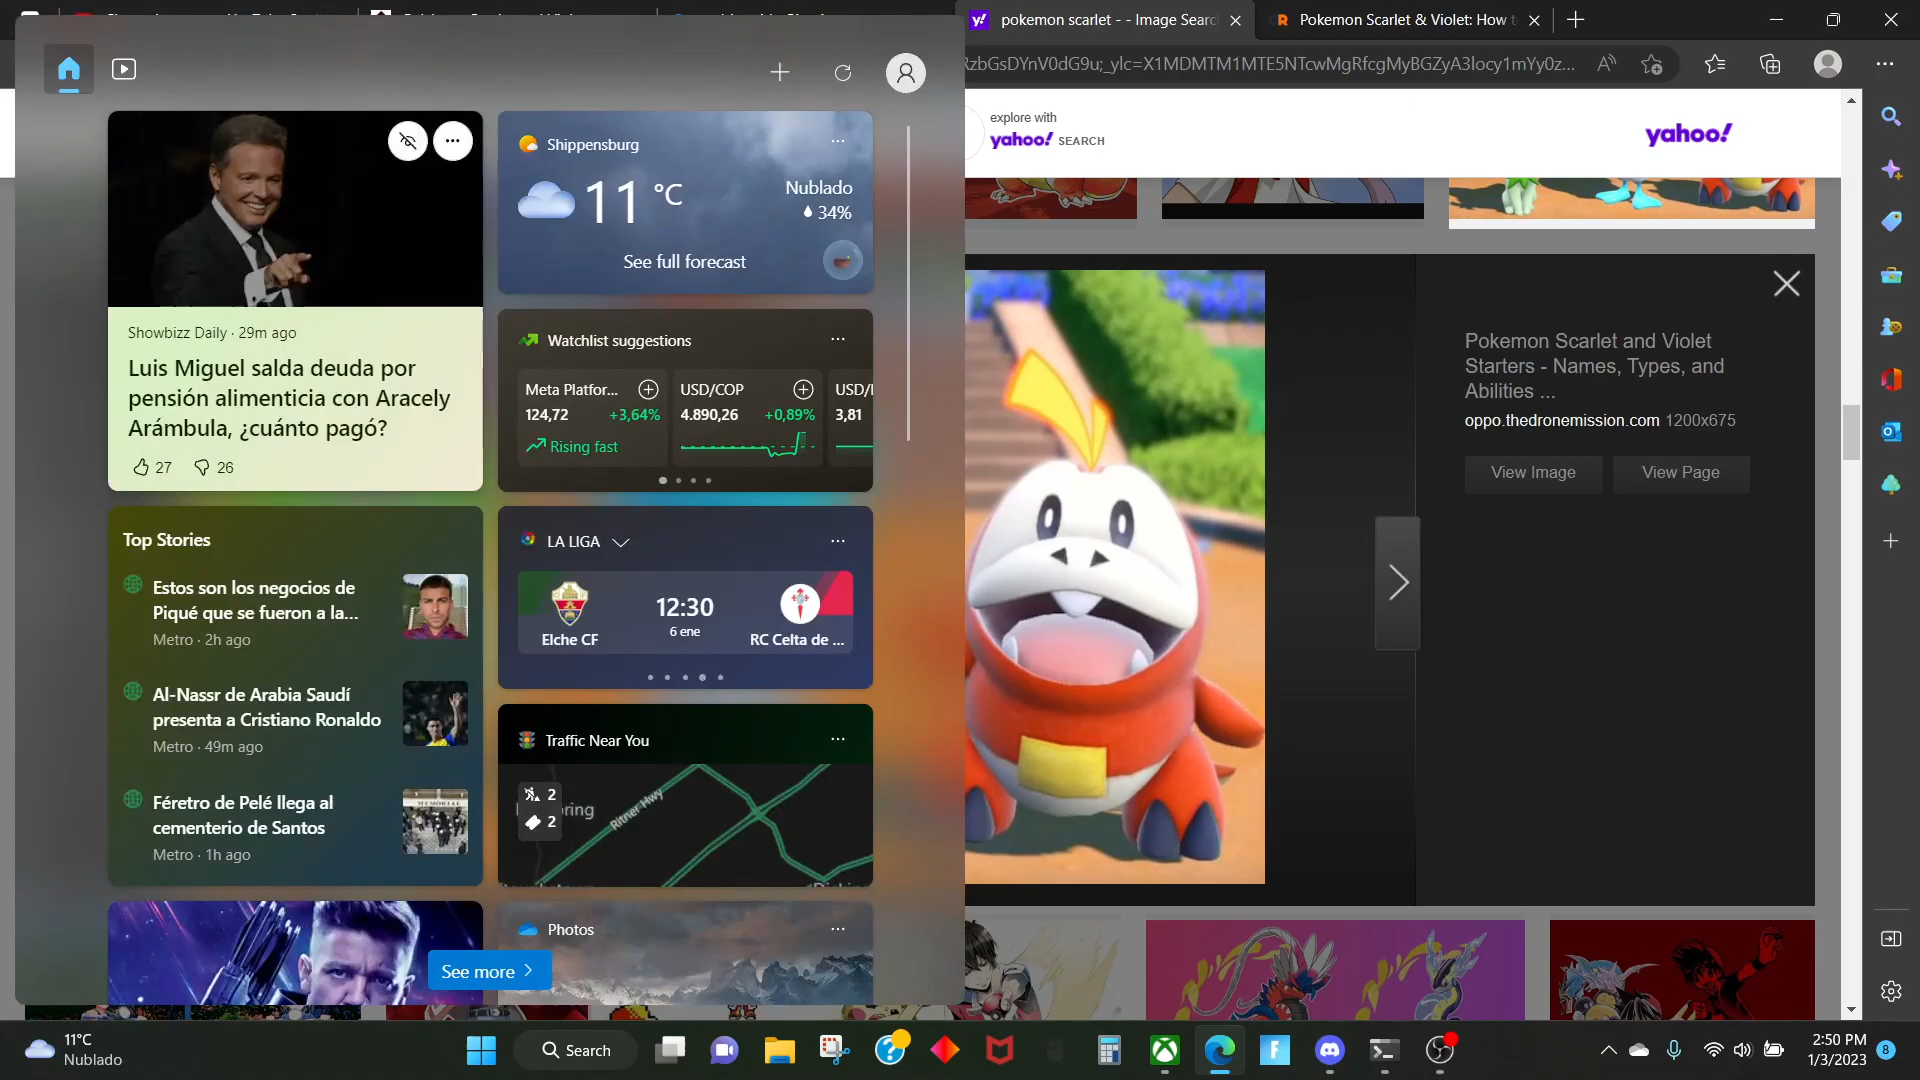 pokemon scarlet - - Image Searc
Pokemon Scarlet & Violet: How t
RzbGsDYnV0dG9u;_ylc=X1MDMTM1MTE5NTcwMgRfcgMyBGZyA3locy1mYy0z...
explore with
yahoo! SEARCH
yahoo!
Showbizz Daily · 29m ago
Luis Miguel salda deuda por
pensión alimenticia con Aracely
Arámbula, ¿cuánto pagó?
27
26
Shippensburg
11 °C
Nublado
34%
See full forecast
Watchlist suggestions
Meta Platfor...
124,72 +3,64%
Rising fast
USD/COP
4.890,26 +0,89%
USD/
3,81
Top Stories
Estos son los negocios de
Piqué que se fueron a la...
Metro · 2h ago
Al-Nassr de Arabia Saudí
presenta a Cristiano Ronaldo
Metro · 49m ago
Féretro de Pelé llega al
cementerio de Santos
Metro · 1h ago
LA LIGA
12:30
6 ene
Elche CF
RC Celta de ...
Traffic Near You
2
2
ring
Ritner Hwy
See more
Photos
Pokemon Scarlet and Violet
Starters - Names, Types, and
Abilities ...
oppo.thedronemission.com 1200x675
View Image
View Page
11°C
Nublado
Search
2:50 PM
1/3/2023
8